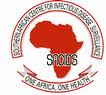 SOUTHERN AFRICAN CENTRE FOR INFECTIOUS DISEASE SURVEILLANCE
SACIDS
ONE AFRICA, ONE HEALTH